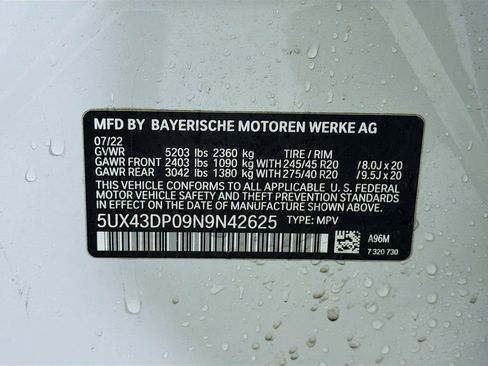 MFD BY BAYERISCHE MOTOREN WERKE AG
07/22
GVWR 5203 lbs 2360 kg TIRE / RIM
GAWR FRONT 2403 lbs 1090 kg WITH 245/45 R20 / 8.0J x 20
GAWR REAR 3042 lbs 1380 kg WITH 275/40 R20 / 9.5J x 20
THIS VEHICLE CONFORMS TO ALL APPLICABLE U. S. FEDERAL
MOTOR VEHICLE SAFETY, BUMPER, AND THEFT PREVENTION
STANDARDS IN EFFECT ON THE DATE OF MANUFACTURE SHOWN ABOVE.
5UX43DP09N9N42625 TYPE: MPV
A96M
7 320 730